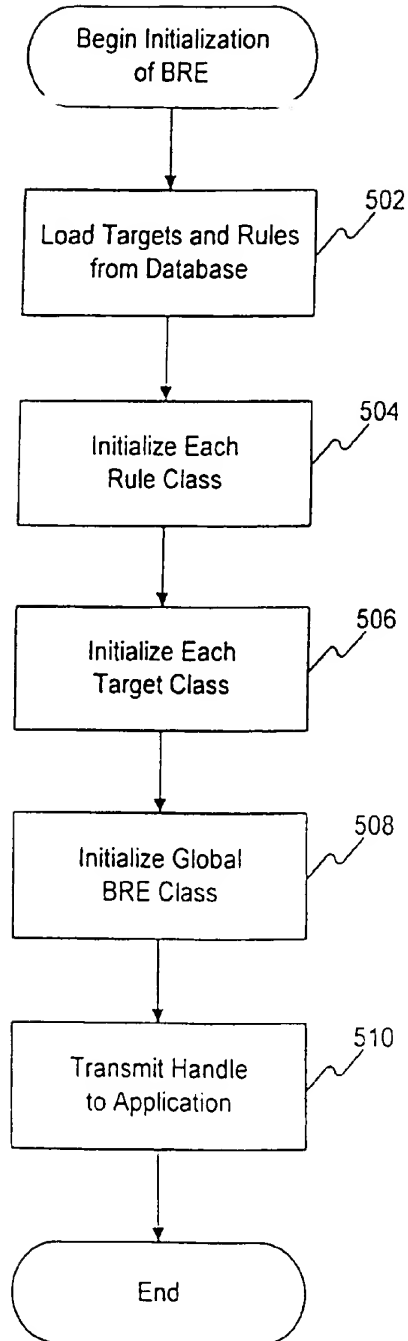 Begin Initialization
of BRE
502
Load Targets and Rules
from Database
504
Initialize Each
Rule Class
506
Initialize Each
Target Class
508
Initialize Global
BRE Class
510
Transmit Handle
to Application
End